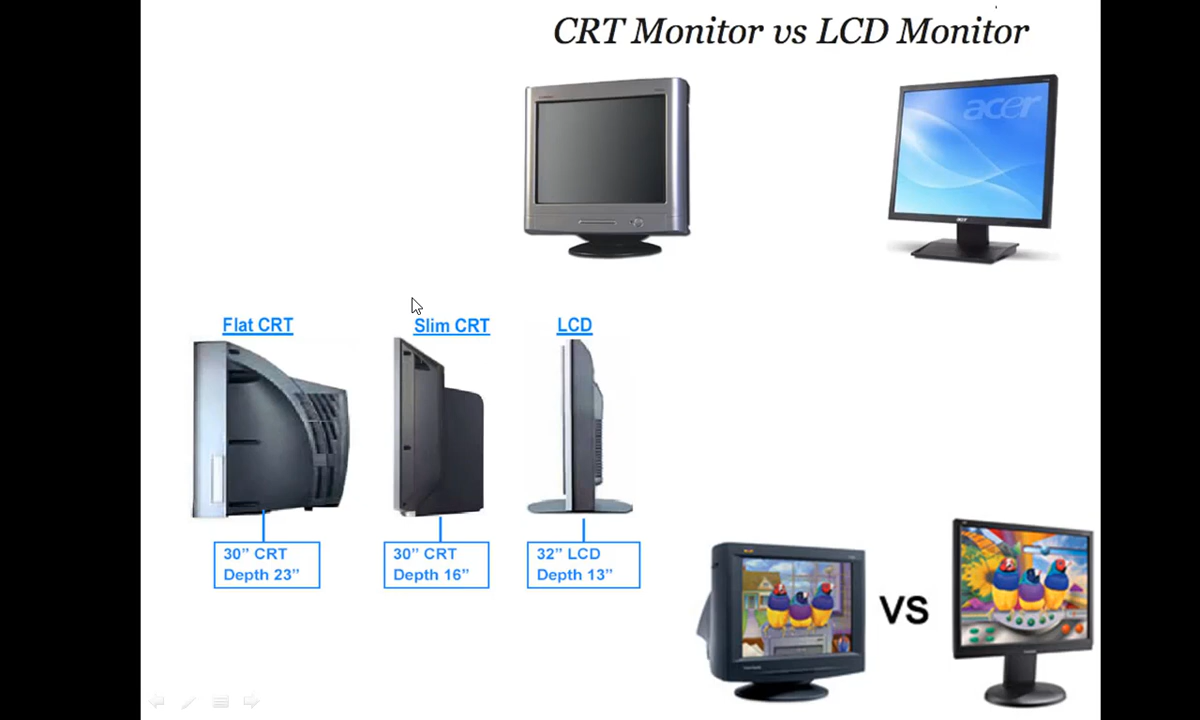 CRT Monitor vs LCD Monitor
acer
acer
Flat CRT
Slim CRT
LCD
30” CRT
Depth 23”
30” CRT
Depth 16”
32” LCD
Depth 13”
VS